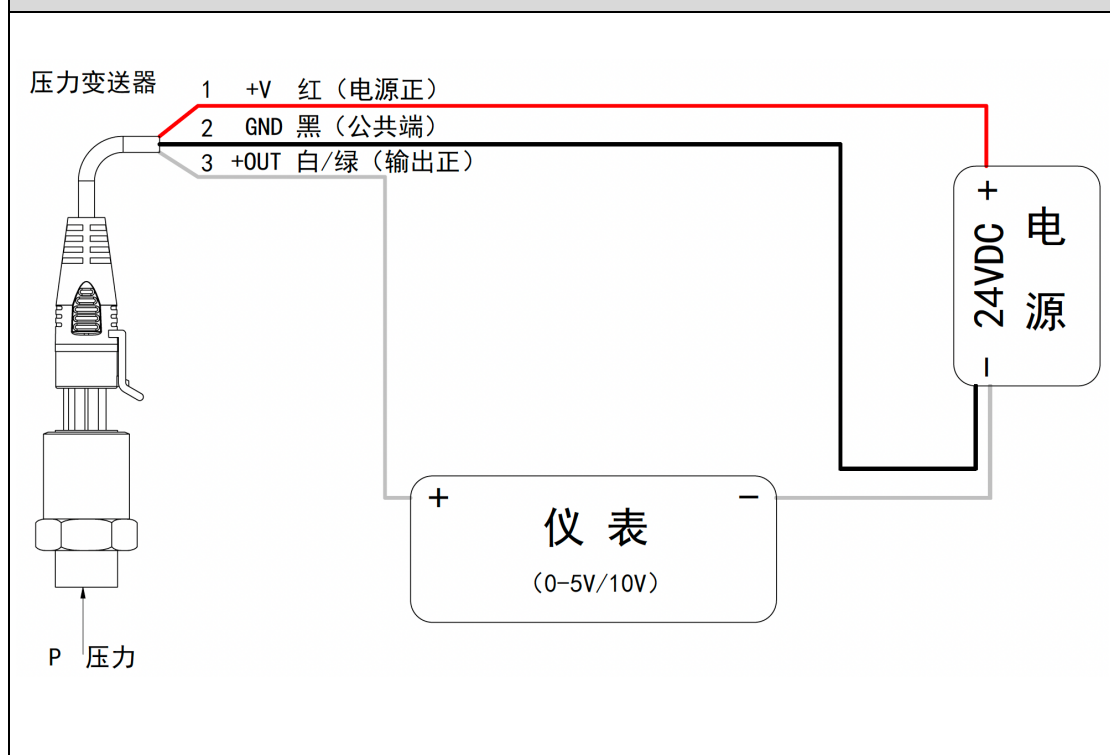 压力变送器
1 +V 红（电源正）
2 GND 黑（公共端）
3 +OUT 白/绿（输出正）
+
24VDC
−
电源
+
−
仪表
（0-5V/10V）
P 压力